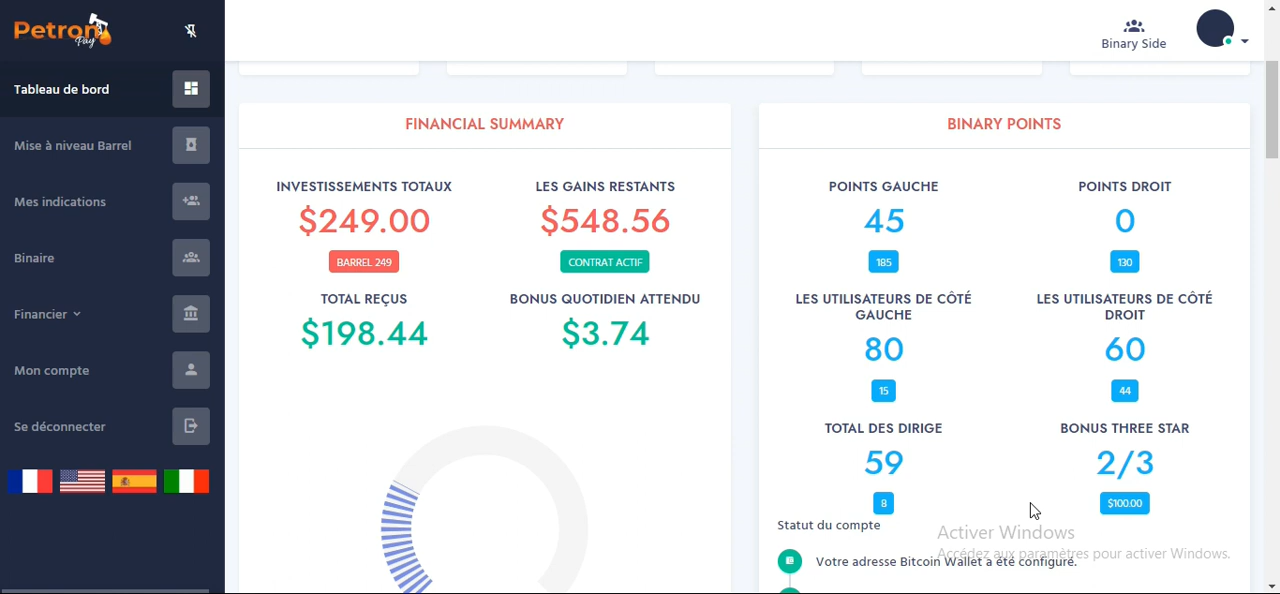 Petron
Pay
Binary Side
Tableau de bord
Mise à niveau Barrel
Mes indications
Binaire
Financier
Mon compte
Se déconnecter
FINANCIAL SUMMARY
INVESTISSEMENTS TOTAUX
$249.00
BARREL 249
LES GAINS RESTANTS
$548.56
CONTRAT ACTIF
TOTAL REÇUS
$198.44
BONUS QUOTIDIEN ATTENDU
$3.74
BINARY POINTS
POINTS GAUCHE
45
185
POINTS DROIT
0
130
LES UTILISATEURS DE CÔTÉ
GAUCHE
80
15
LES UTILISATEURS DE CÔTÉ
DROIT
60
44
TOTAL DES DIRIGE
59
8
BONUS THREE STAR
2/3
$100.00
Statut du compte
Votre adresse Bitcoin Wallet a été configuré.
Activer Windows
Accédez aux paramètres pour activer Windows.